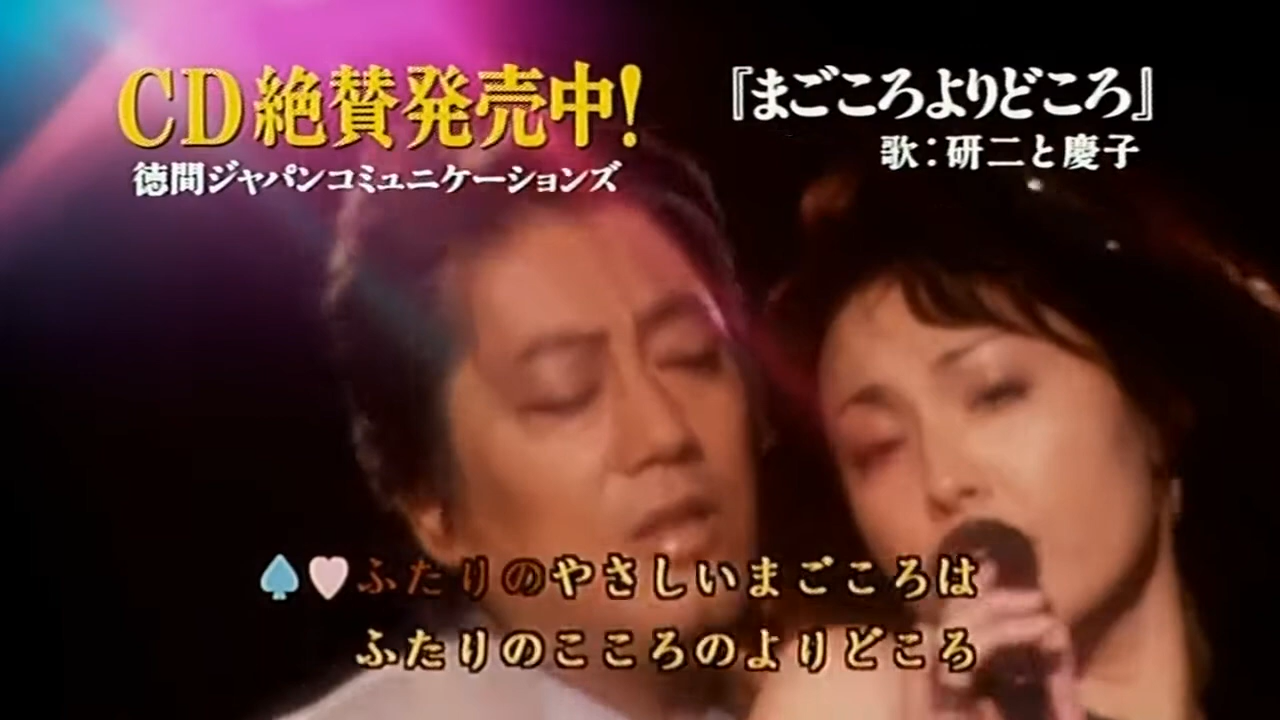 CD絶賛発売中!
徳間ジャパンコミュニケーションズ
『まごころよりどころ』
歌:研二と慶子
♠♥ふたりのやさしいまごころは
ふたりのこころのよりどころ